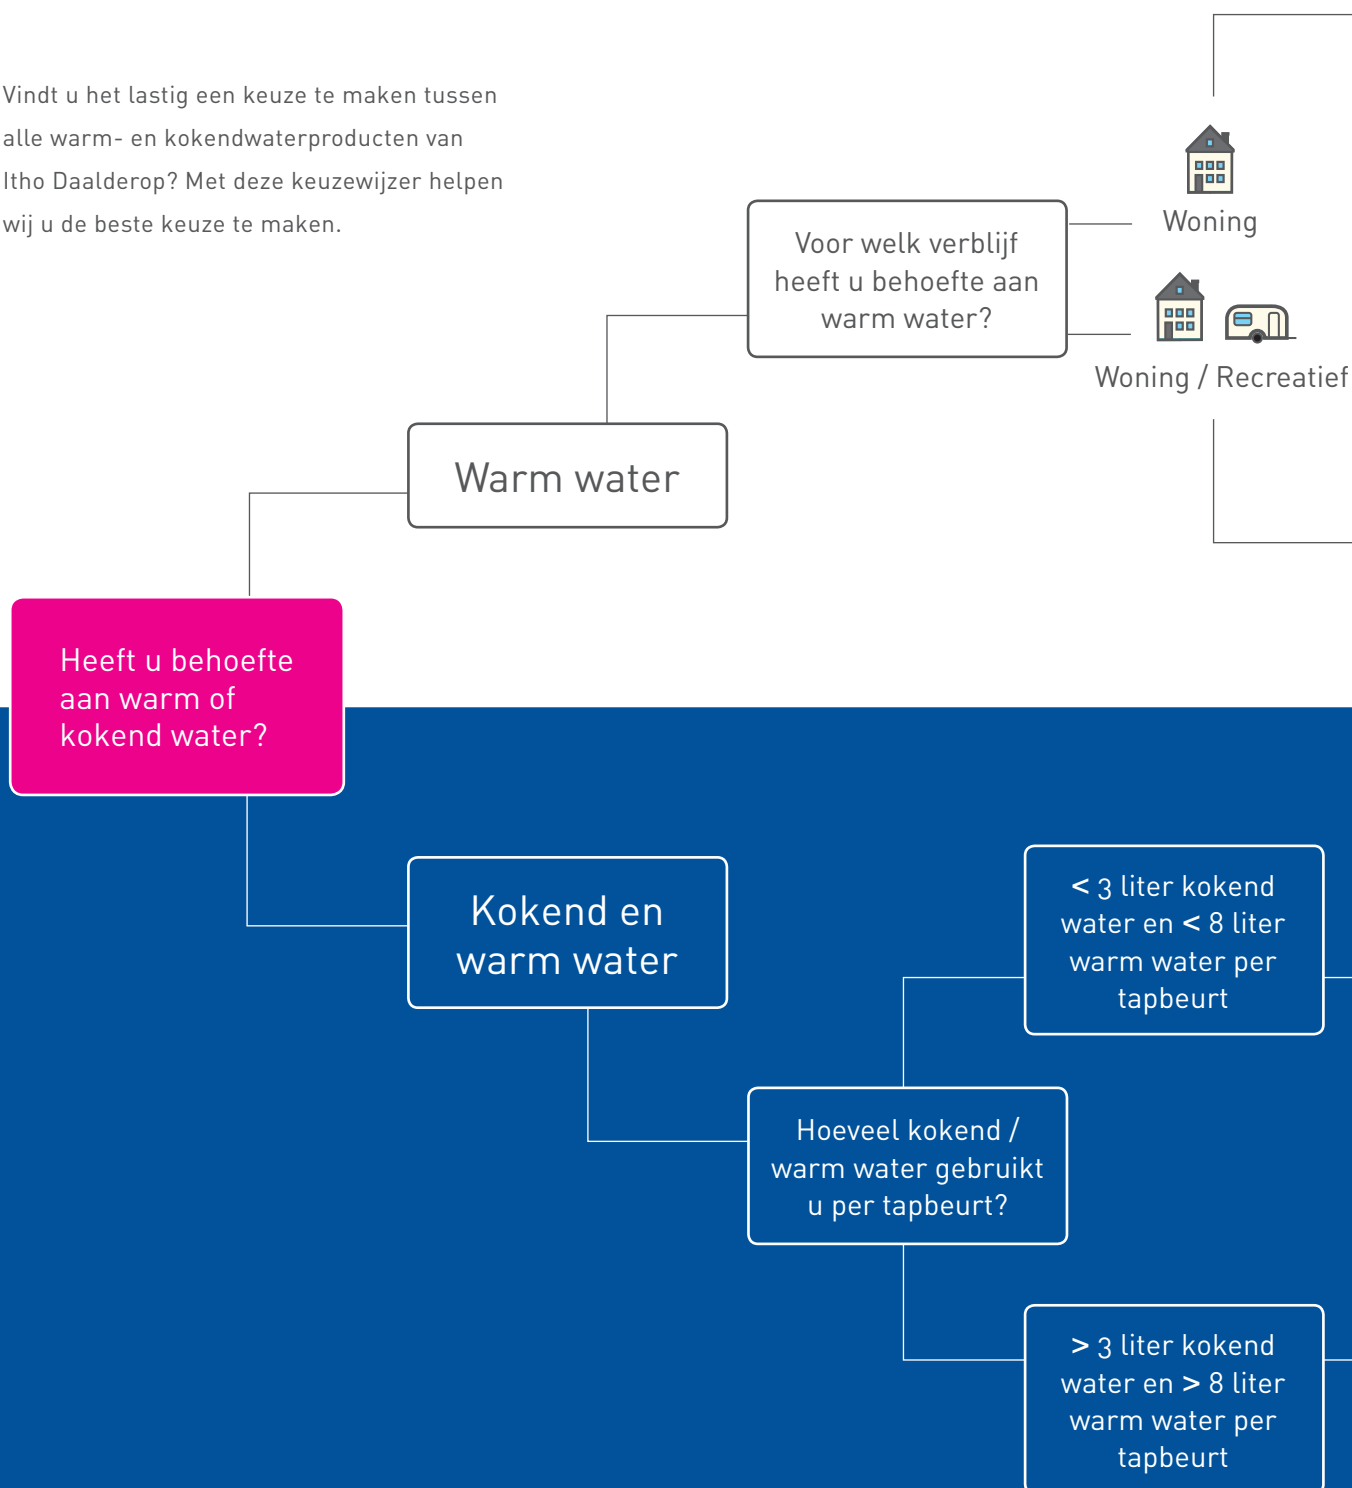 Vindt u het lastig een keuze te maken tussen
alle warm- en kokendwaterproducten van
Itho Daalderop? Met deze keuzewijzer helpen
wij u de beste keuze te maken.
Woning
Voor welk verblijf
heeft u behoefte aan
warm water?
Woning / Recreatief
Warm water
Heeft u behoefte
aan warm of
kokend water?
Kokend en
warm water
< 3 liter kokend
water en < 8 liter
warm water per
tapbeurt
Hoeveel kokend /
warm water gebruikt
u per tapbeurt?
> 3 liter kokend
water en > 8 liter
warm water per
tapbeurt